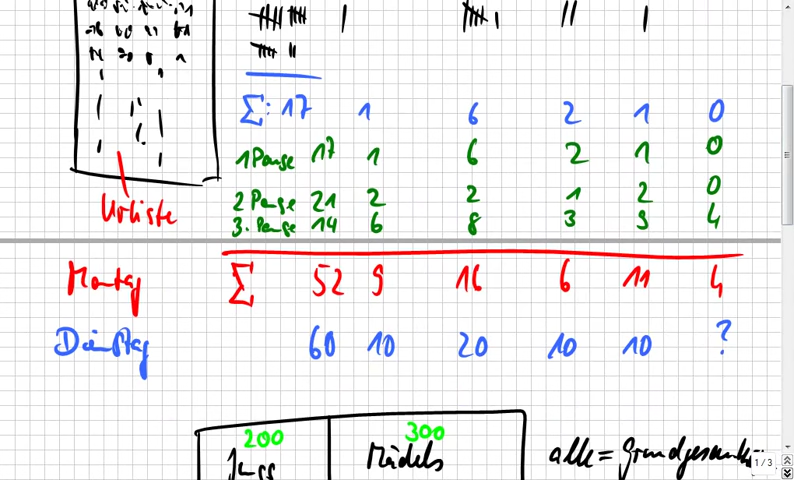 Σ: 17 1 6 2 1 0
1 Pause 17 1 6 2 1 0
2 Pause 21 2 2 1 2 0
3. Pause 14 6 8 3 9 4
Urliste
Montag Σ 52 9 16 6 11 4
Dienstag 60 10 20 10 10 ?
200 300
Jungs Mädels alle = Grundgesamth
1 / 3